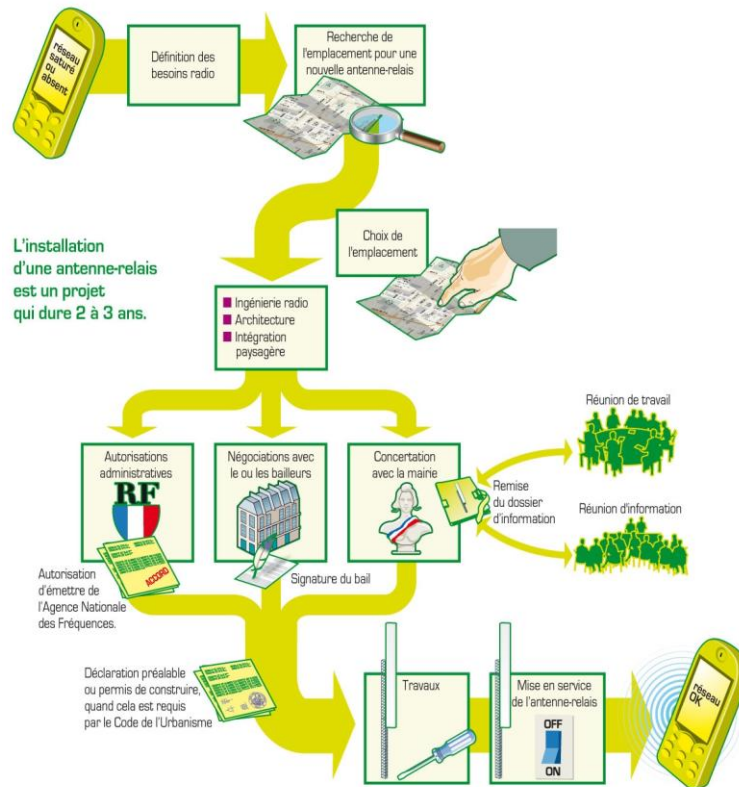 réseau
saturé
ou
absent
Définition des
besoins radio
Recherche de
l'emplacement pour une
nouvelle antenne-relais
L'installation
d'une antenne-relais
est un projet
qui dure 2 à 3 ans.
Choix de
l'emplacement
Ingénierie radio
Architecture
Intégration
paysagère
Autorisations
administratives
RF
ACCORD
Autorisation
d'émettre de
l'Agence Nationale
des Fréquences.
Négociations avec
le ou les bailleurs
Signature du bail
Concertation
avec la mairie
Remise
du dossier
d'information
Réunion de travail
Réunion d'information
Déclaration préalable
ou permis de construire,
quand cela est requis
par le Code de l'Urbanisme
Travaux
Mise en service
de l'antenne-relais
OFF
ON
réseau
OK